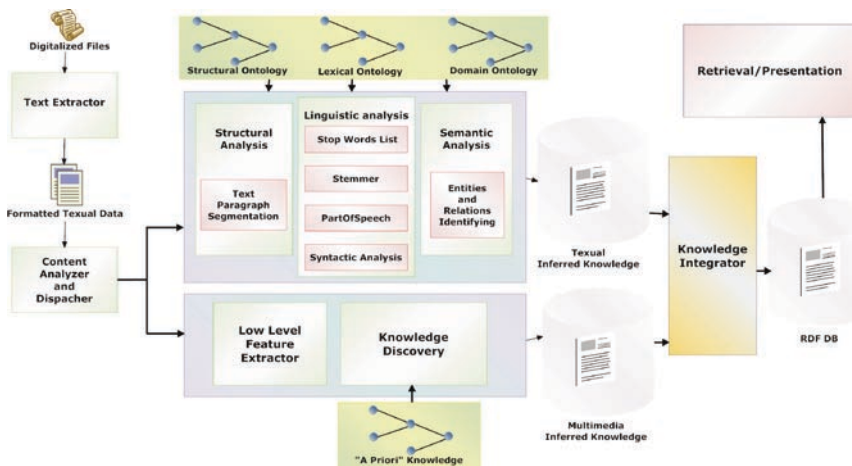 Digitalized Files
Text Extractor
Formatted Texual Data
Content
Analyzer
and
Dispacher
Structural Ontology
Lexical Ontology
Domain Ontology
Structural
Analysis
Text
Paragraph
Segmentation
Linguistic analysis
Stop Words List
Stemmer
PartOfSpeech
Syntactic Analysis
Semantic
Analysis
Entities
and
Relations
Identifying
Low Level
Feature
Extractor
Knowledge
Discovery
"A Priori" Knowledge
Texual
Inferred Knowledge
Multimedia
Inferred Knowledge
Knowledge
Integrator
RDF DB
Retrieval/Presentation